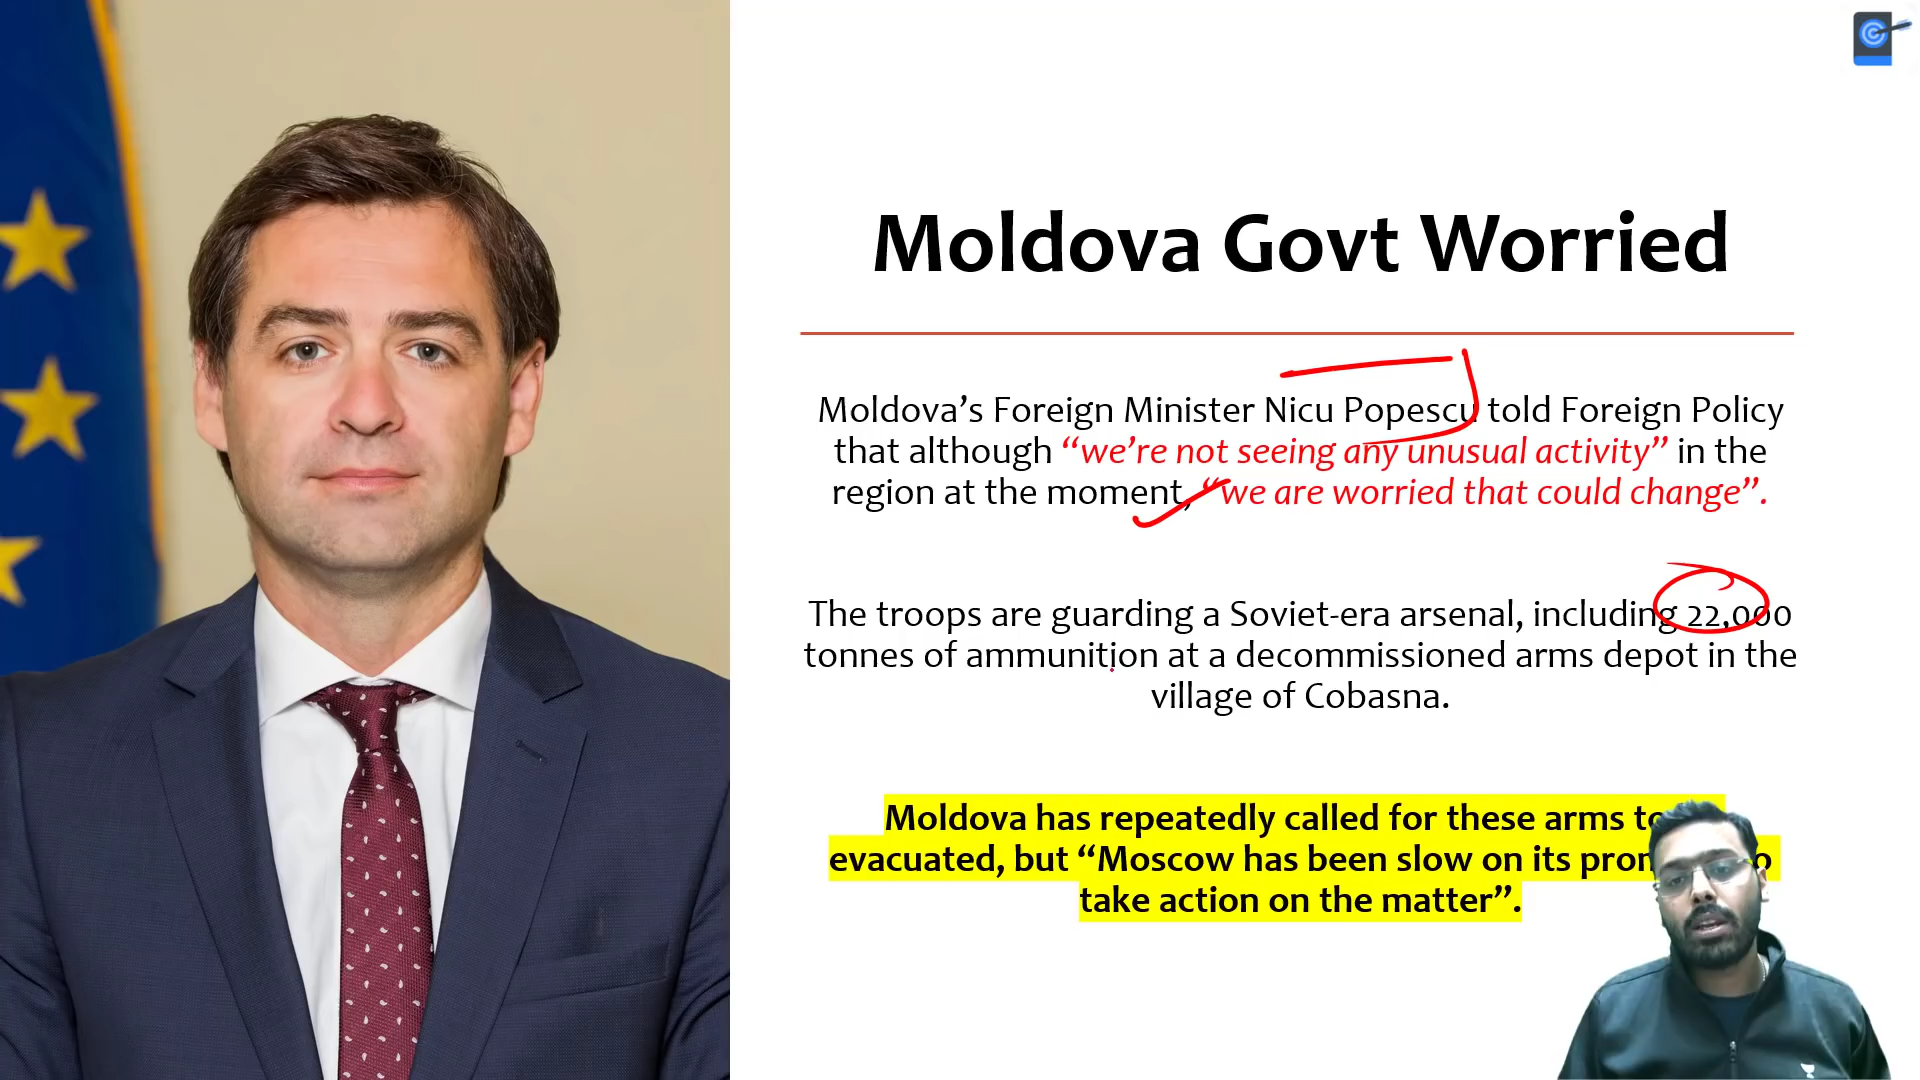 Moldova Govt Worried
Moldova’s Foreign Minister Nicu Popescu told Foreign Policy
that although “we’re not seeing any unusual activity” in the
region at the moment, “we are worried that could change”.
The troops are guarding a Soviet-era arsenal, including 22,000
tonnes of ammunition at a decommissioned arms depot in the
village of Cobasna.
Moldova has repeatedly called for these arms to
evacuated, but “Moscow has been slow on its
take action on the matter”.